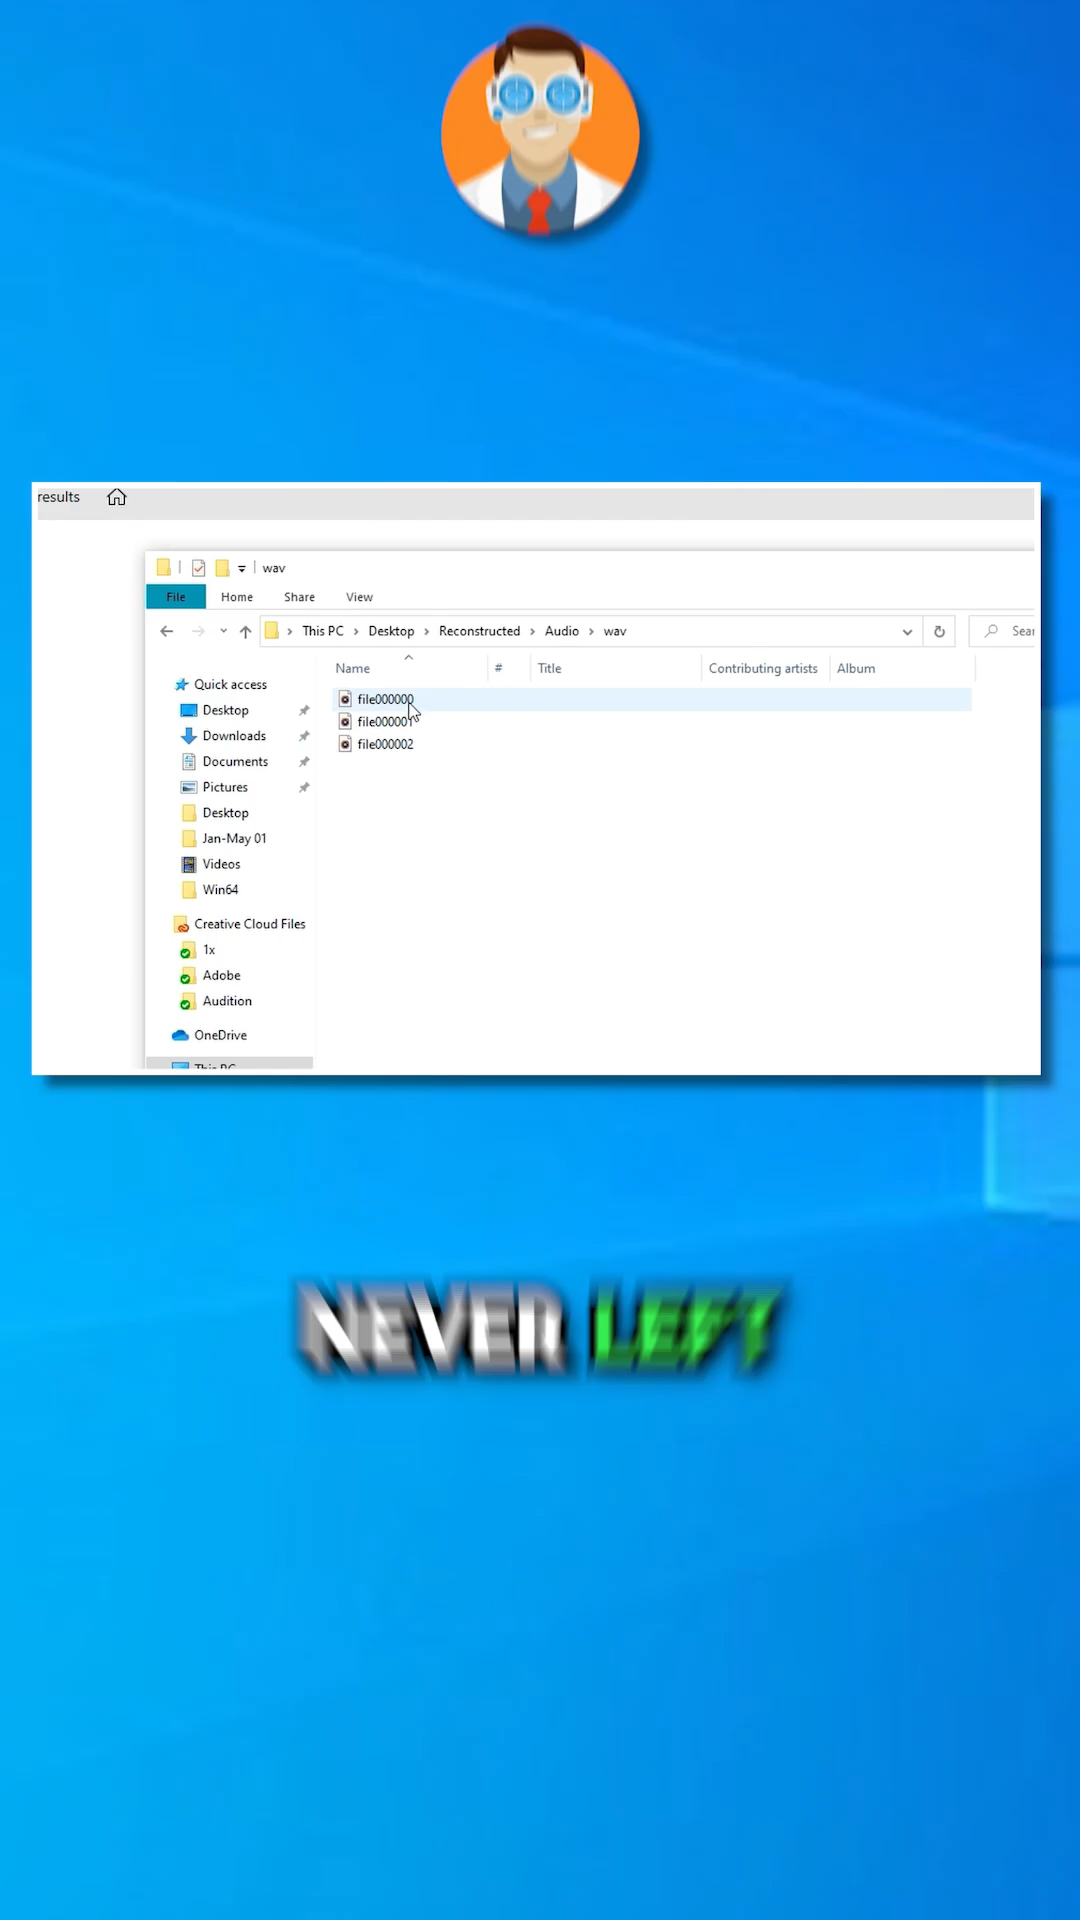 results
wav
File Home Share View
This PC Desktop Reconstructed Audio wav
Sear
Name # Title Contributing artists Album
Quick access
Desktop
Downloads
Documents
Pictures
Desktop
Jan-May 01
Videos
Win64
Creative Cloud Files
1x
Adobe
Audition
OneDrive
This PC
file000000
file000001
file000002
NEVER LEFT